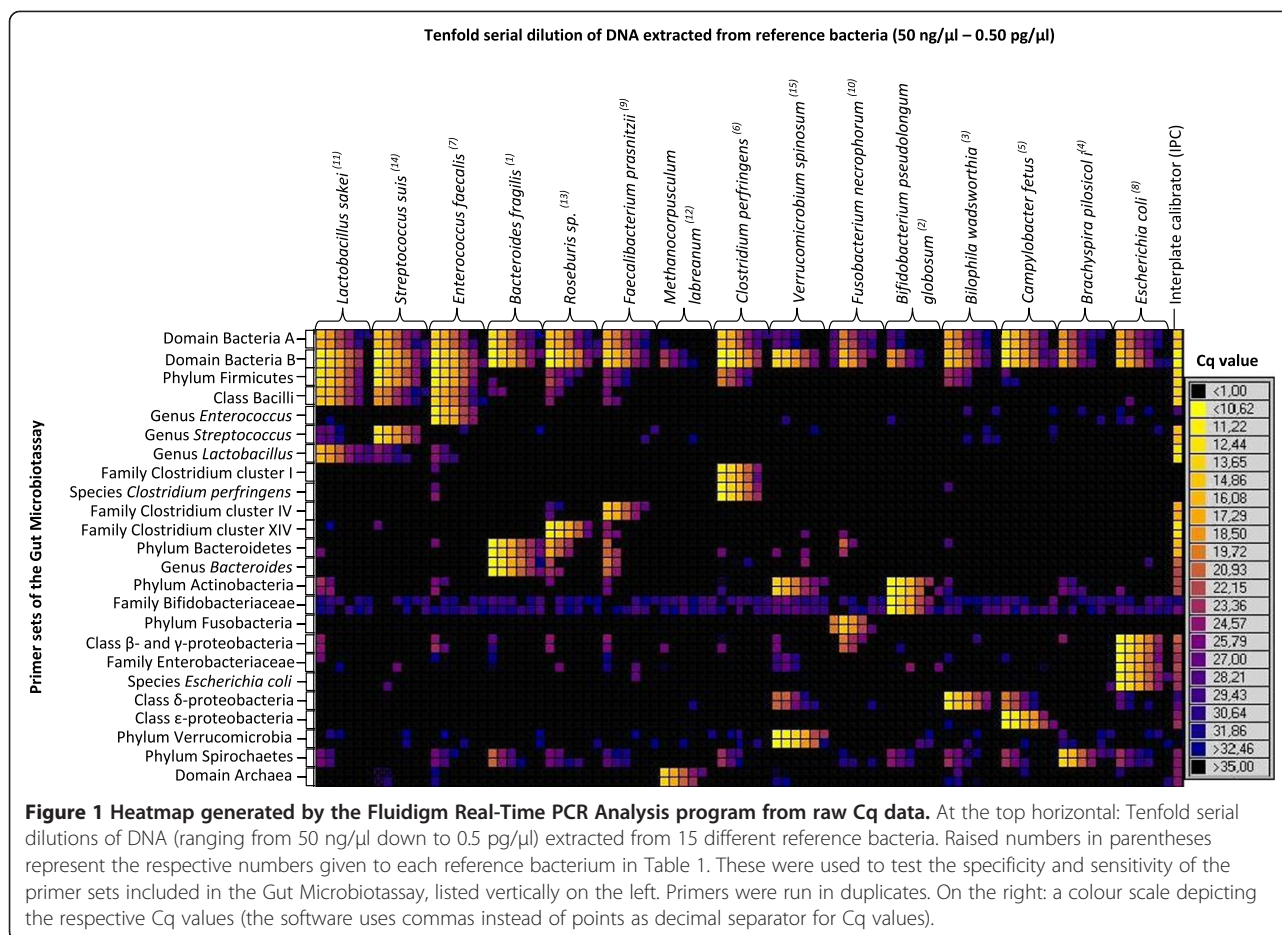 Tenfold serial dilution of DNA extracted from reference bacteria (50 ng/µl – 0.50 pg/µl)
Lactobacillus sakei (11)
Streptococcus suis (14)
Enterococcus faecalis (7)
Bacteroides fragilis (1)
Roseburis sp. (13)
Faecalibacterium prasnitzii (9)
Methanocorpusculum
labreanum (12)
Clostridium perfringens (6)
Verrucomicrobium spinosum (15)
Fusobacterium necrophorum (10)
Bifidobacterium pseudolongum
globosum (2)
Bilophila wadsworthia (3)
Campylobacter fetus (5)
Brachyspira pilosicol i (4)
Escherichia coli (8)
Interplate calibrator (IPC)
Primer sets of the Gut Microbiotassay
Domain Bacteria A
Domain Bacteria B
Phylum Firmicutes
Class Bacilli
Genus Enterococcus
Genus Streptococcus
Genus Lactobacillus
Family Clostridium cluster I
Species Clostridium perfringens
Family Clostridium cluster IV
Family Clostridium cluster XIV
Phylum Bacteroidetes
Genus Bacteroides
Phylum Actinobacteria
Family Bifidobacteriaceae
Phylum Fusobacteria
Class β- and γ-proteobacteria
Family Enterobacteriaceae
Species Escherichia coli
Class δ-proteobacteria
Class ε-proteobacteria
Phylum Verrucomicrobia
Phylum Spirochaetes
Domain Archaea
Cq value
<1,00
<10,62
11,22
12,44
13,65
14,86
16,08
17,29
18,50
19,72
20,93
22,15
23,36
24,57
25,79
27,00
28,21
29,43
30,64
31,86
>32,46
>35,00
Figure 1 Heatmap generated by the Fluidigm Real-Time PCR Analysis program from raw Cq data. At the top horizontal: Tenfold serial
dilutions of DNA (ranging from 50 ng/µl down to 0.5 pg/µl) extracted from 15 different reference bacteria. Raised numbers in parentheses
represent the respective numbers given to each reference bacterium in Table 1. These were used to test the specificity and sensitivity of the
primer sets included in the Gut Microbiotassay, listed vertically on the left. Primers were run in duplicates. On the right: a colour scale depicting
the respective Cq values (the software uses commas instead of points as decimal separator for Cq values).